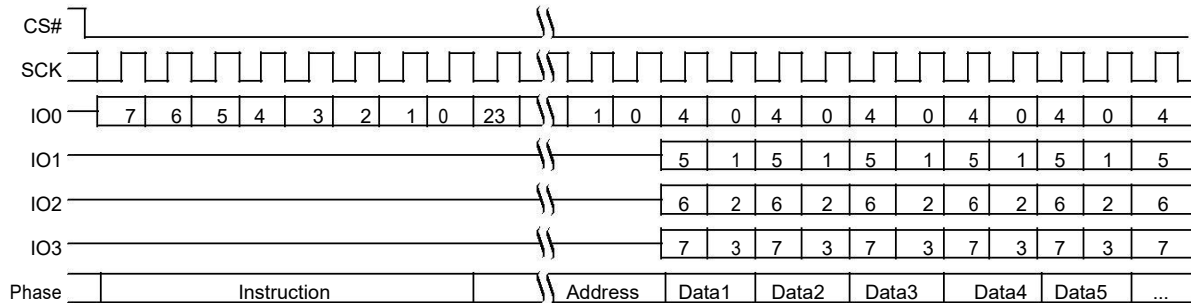 CS#
SCK
IO0 7 6 5 4 3 2 1 0 23 1 0 4 0 4 0 4 0 4 0 4 0 4
IO1 5 1 5 1 5 1 5 1 5 1 5
IO2 6 2 6 2 6 2 6 2 6 2 6
IO3 7 3 7 3 7 3 7 3 7 3 7
Phase Instruction Address Data1 Data2 Data3 Data4 Data5 ...